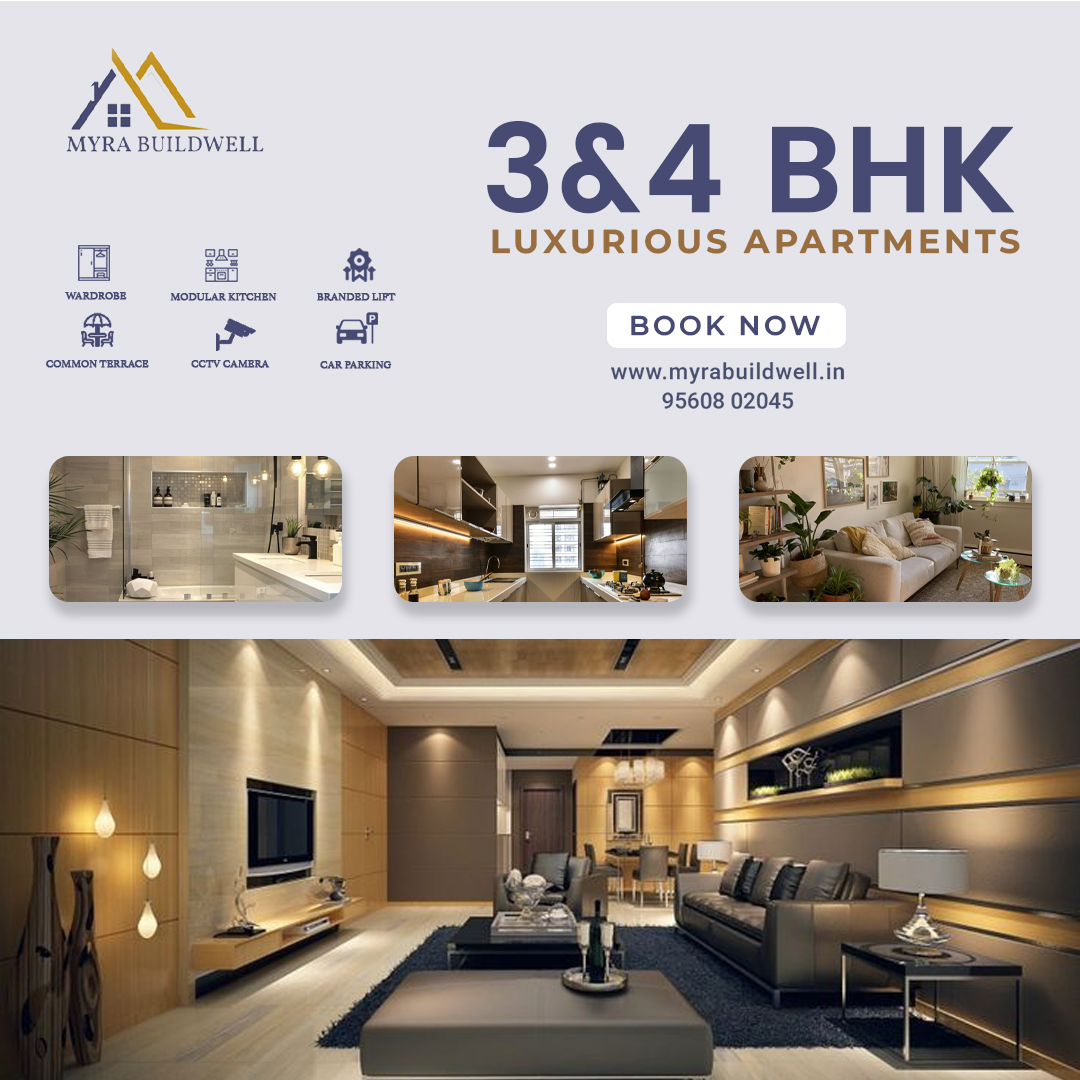 MYRA BUILDWELL
3&4 BHK
LUXURIOUS APARTMENTS
WARDROBE
MODULAR KITCHEN
BRANDED LIFT
P
COMMON TERRACE
CCTV CAMERA
CAR PARKING
BOOK NOW
www.myrabuildwell.in
95608 02045